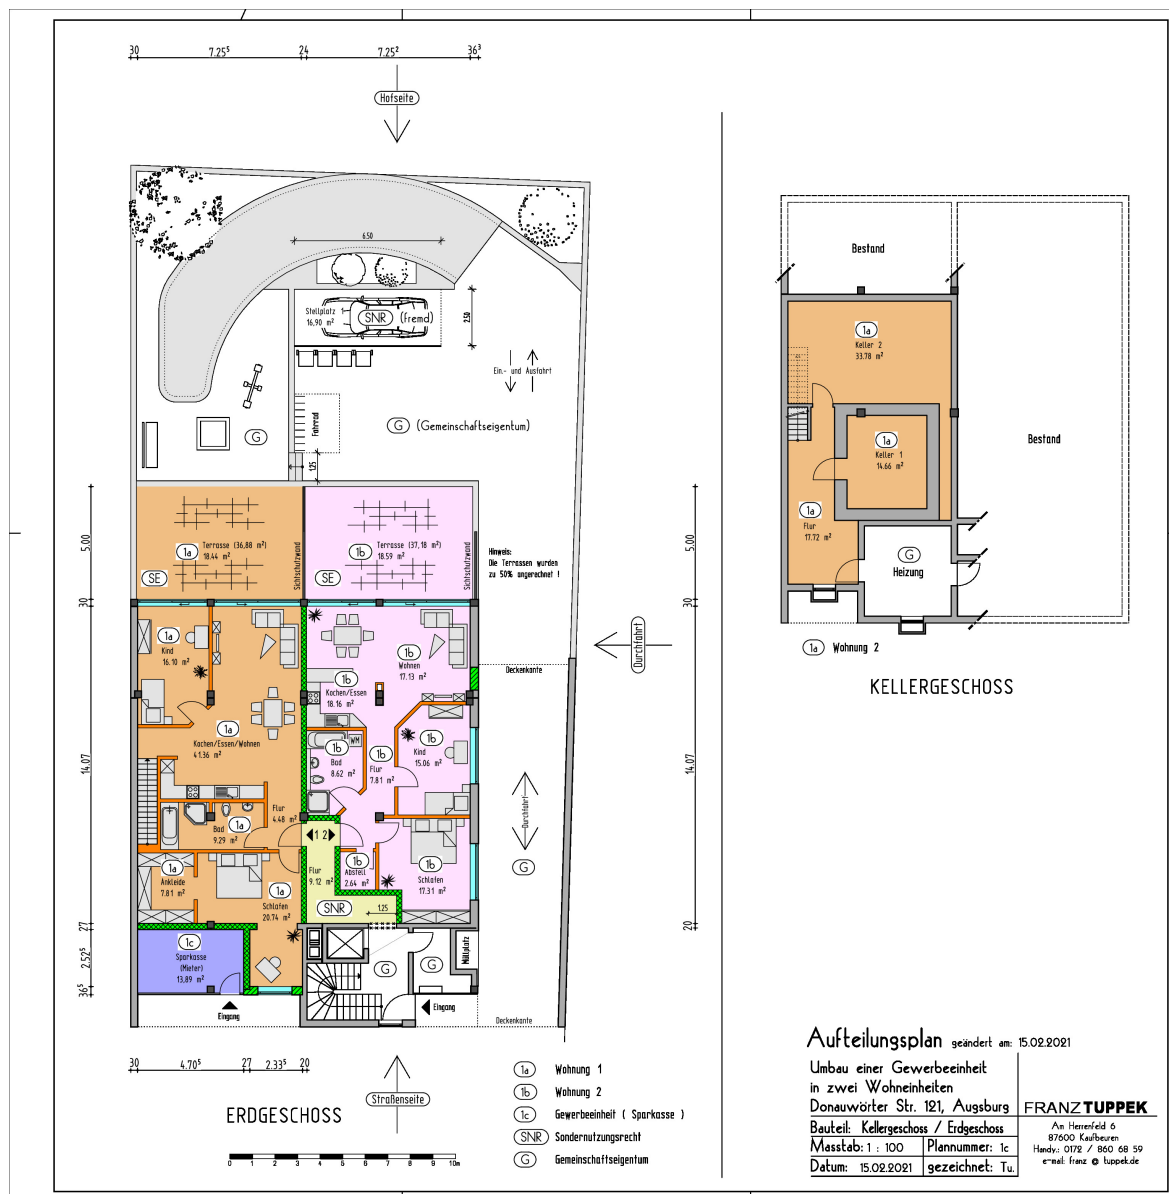 30 7.25⁵ 24 7.25² 36³
Hofseite
6.50
Stellplatz 1
16,90 m²
SNR (fremd)
2.50
Ein- und Ausfahrt
Fahrrad
1.25
G
G (Gemeinschaftseigentum)
1a Terrasse (36,88 m²)
18.44 m²
SE
Sichtschutzwand
1b Terrasse (37,18 m²)
18.59 m²
SE
Sichtschutzwand
Hinweis:
Die Terrassen wurden
zu 50% angerechnet !
5.00
30
14.07
27
2.52⁵
36⁵
5.00
30
14.07
20
1a
Kind
16.10 m²
1a
Kochen/Essen/Wohnen
41.36 m²
1b
Wohnen
17.13 m²
1b
Kochen/Essen
18.16 m²
1b
Kind
15.06 m²
1b
Bad
8.62 m²
WM
1b
Flur
7.81 m²
Flur
4.48 m²
1a
Bad
9.29 m²
1a
Ankleide
7.81 m²
1a
Schlafen
20.74 m²
1 2
Flur
9.12 m²
SNR
1.25
1b
Abstell
2.64 m²
1b
Schlafen
17.31 m²
1c
Sparkasse
(Mieter)
13,89 m²
Eingang
G
G
Müllplatz
Eingang
Deckenkante
Deckenkante
Durchfahrt
Durchfahrt
G
30 4.70⁵ 27 2.33⁵ 20
Straßenseite
ERDGESCHOSS
0 1 2 3 4 5 6 7 8 9 10m
1a Wohnung 1
1b Wohnung 2
1c Gewerbeeinheit ( Sparkasse )
SNR Sondernutzungsrecht
G Gemeinschaftseigentum
Bestand
1a
Keller 2
33.78 m²
1a
Keller 1
14.66 m²
Bestand
1a
Flur
17.72 m²
G
Heizung
1a Wohnung 2
KELLERGESCHOSS
Aufteilungsplan geändert am: 15.02.2021
Umbau einer Gewerbeeinheit
in zwei Wohneinheiten
Donauwörter Str. 121, Augsburg
Bauteil: Kellergeschoss / Erdgeschoss
Masstab: 1 : 100 Plannummer: 1c
Datum: 15.02.2021 gezeichnet: Tu.
FRANZ TUPPEK
Am Herrenfeld 6
87600 Kaufbeuren
Handy.: 0172 / 860 68 59
e-mail: franz @ tuppek.de